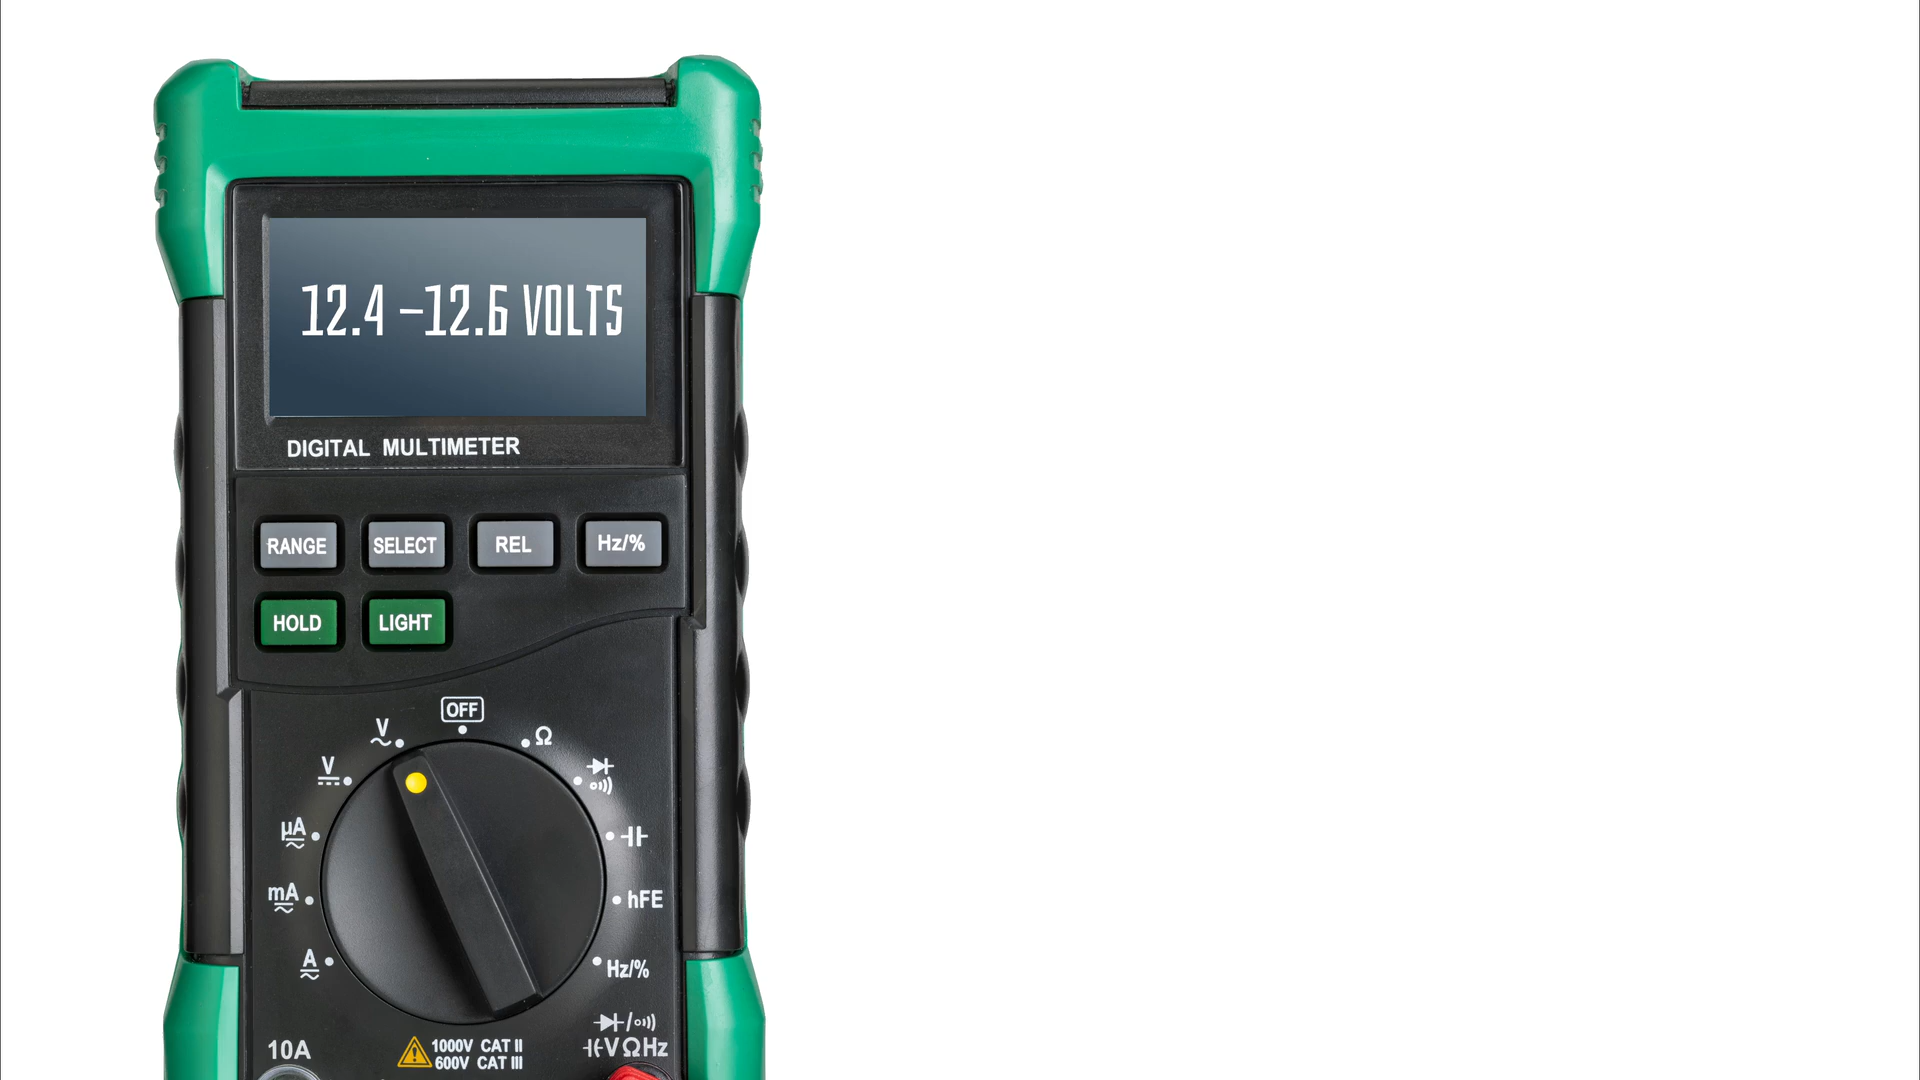 12.4 –12.6 VOLTS
DIGITAL MULTIMETER
RANGE SELECT REL Hz/%
HOLD LIGHT
OFF
V
Ω
V
µA
mA
hFE
A
Hz/%
10A
1000V CAT II
600V CAT III
VΩHz